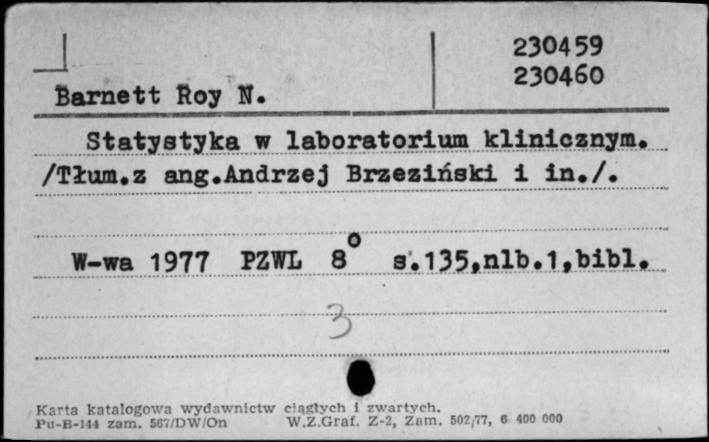 230459
230460
Barnett Roy N.
Statystyka w laboratorium klinicznym.
/Tłum.z ang.Andrzej Brzeziński i in./.
W-wa 1977 PZWL 8° s.135,nlb.1,bibl.
3
Karta katalogowa wydawnictw ciągłych i zwartych.
Pu-B-144 zam. 567/DW/On W.Z.Graf. Z-2, Zam. 502/77, 6 400 000